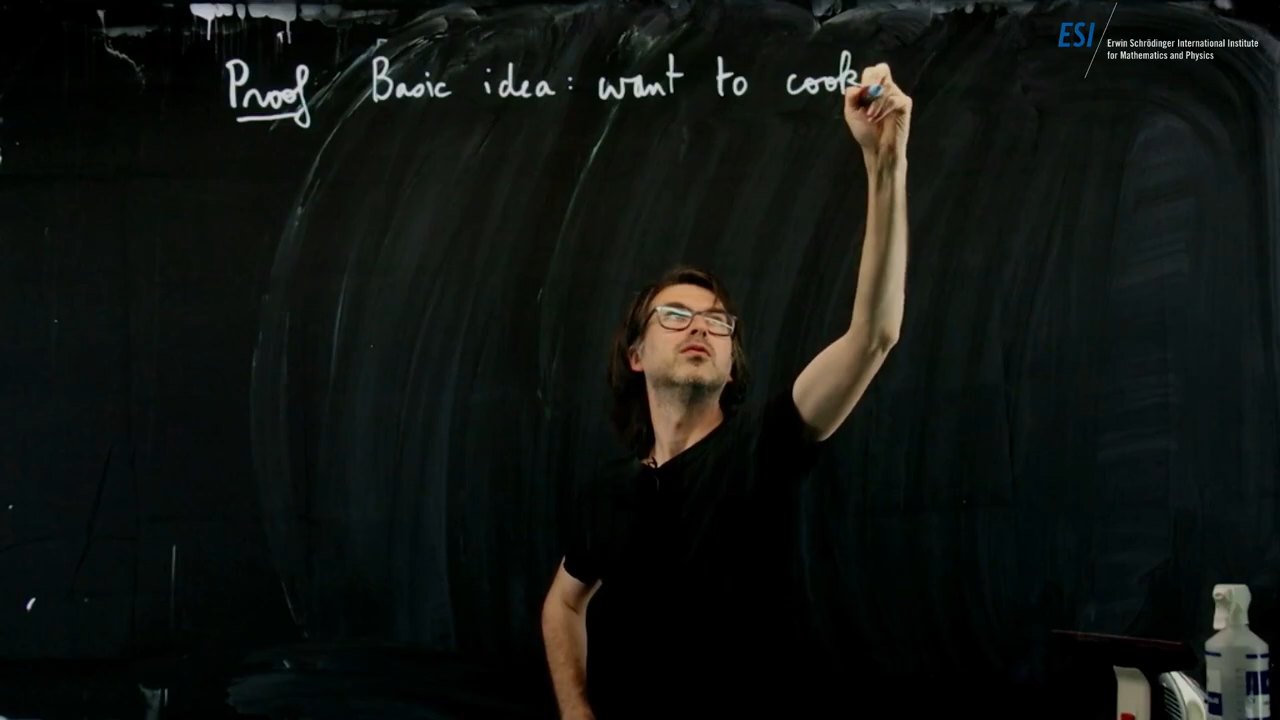 Proof Basic idea: want to cook
ESI
Erwin Schrödinger International Institute
for Mathematics and Physics